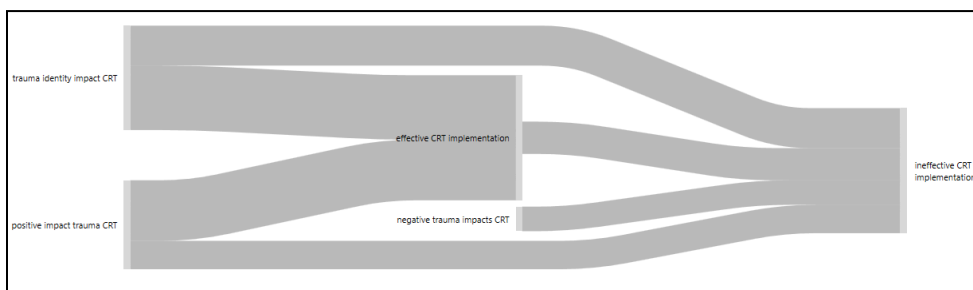 trauma identity impact CRT
effective CRT implementation
ineffective CRT
implementation
negative trauma impacts CRT
positive impact trauma CRT